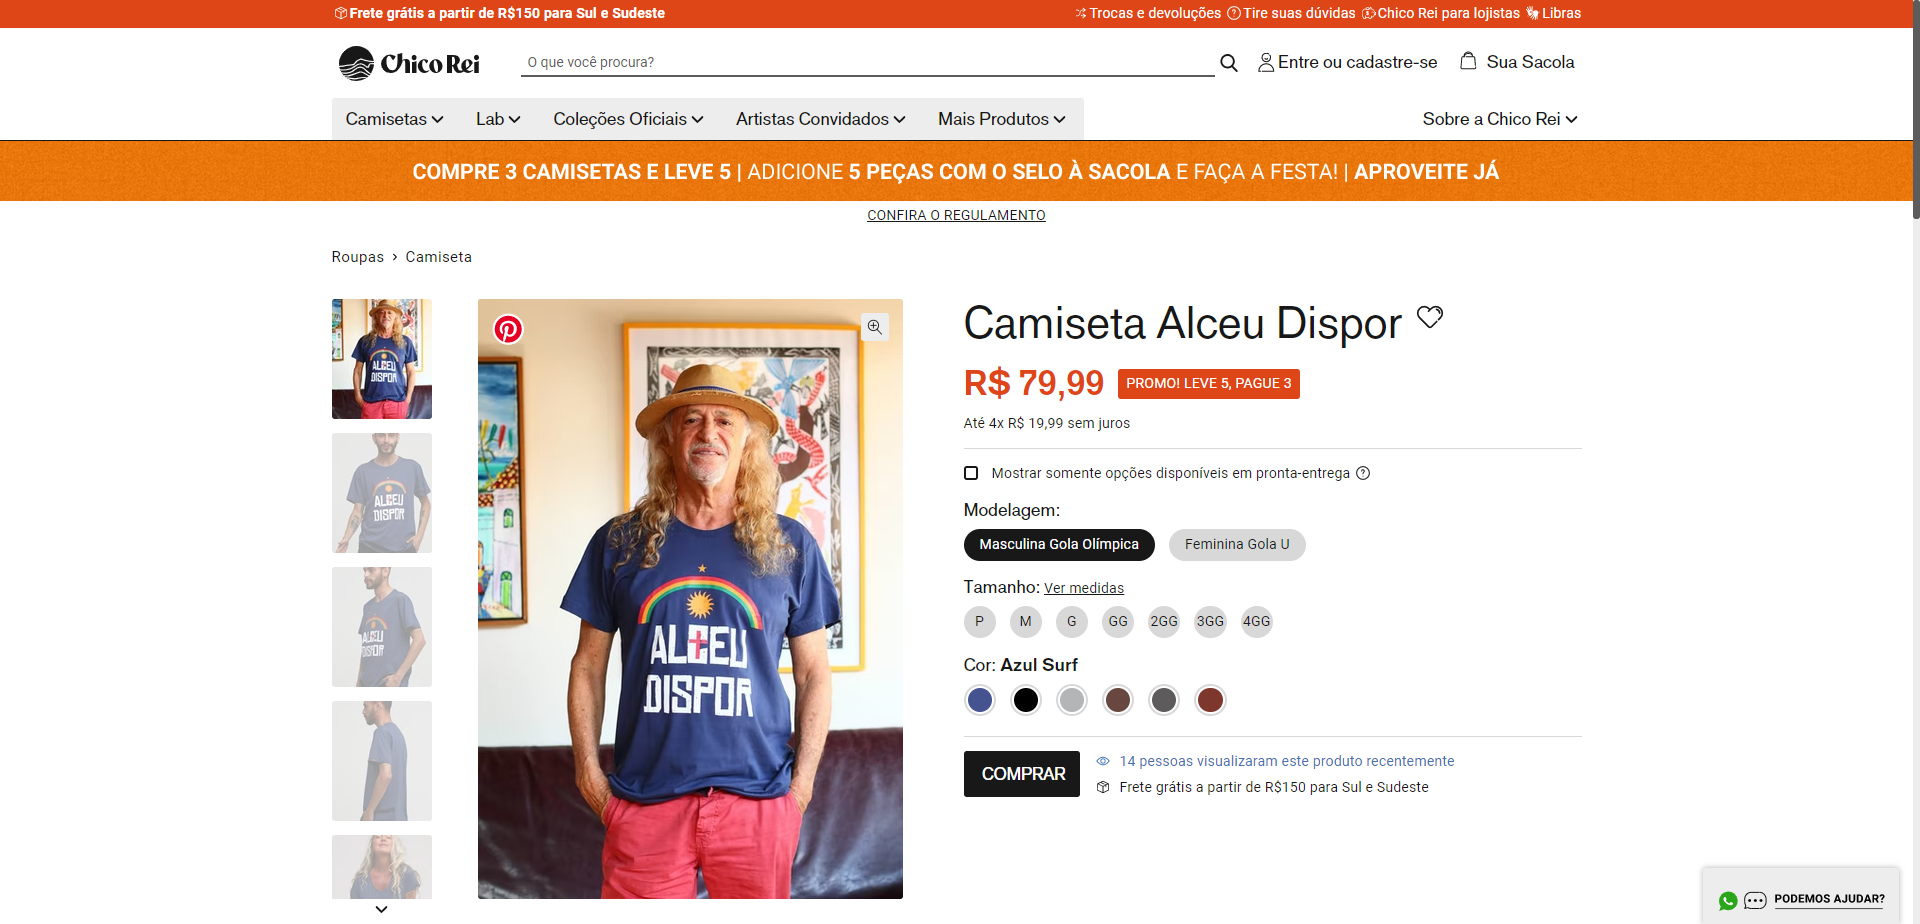 Frete grátis a partir de R$150 para Sul e Sudeste
Trocas e devoluções Tire suas dúvidas Chico Rei para lojistas Libras
Chico Rei
O que você procura?
Entre ou cadastre-se Sua Sacola
Camisetas Lab Coleções Oficiais Artistas Convidados Mais Produtos Sobre a Chico Rei
COMPRE 3 CAMISETAS E LEVE 5 | ADICIONE 5 PEÇAS COM O SELO À SACOLA E FAÇA A FESTA! | APROVEITE JÁ
CONFIRA O REGULAMENTO
Roupas › Camiseta
ALCEU
DISPOR
ALCEU
DISPOR
ALCEU
DISPOR
ALCEU
DISPOR
Camiseta Alceu Dispor
R$ 79,99 PROMO! LEVE 5, PAGUE 3
Até 4x R$ 19,99 sem juros
Mostrar somente opções disponíveis em pronta-entrega ?
Modelagem:
Masculina Gola Olímpica Feminina Gola U
Tamanho: Ver medidas
P M G GG 2GG 3GG 4GG
Cor: Azul Surf
COMPRAR
14 pessoas visualizaram este produto recentemente
Frete grátis a partir de R$150 para Sul e Sudeste
PODEMOS AJUDAR?